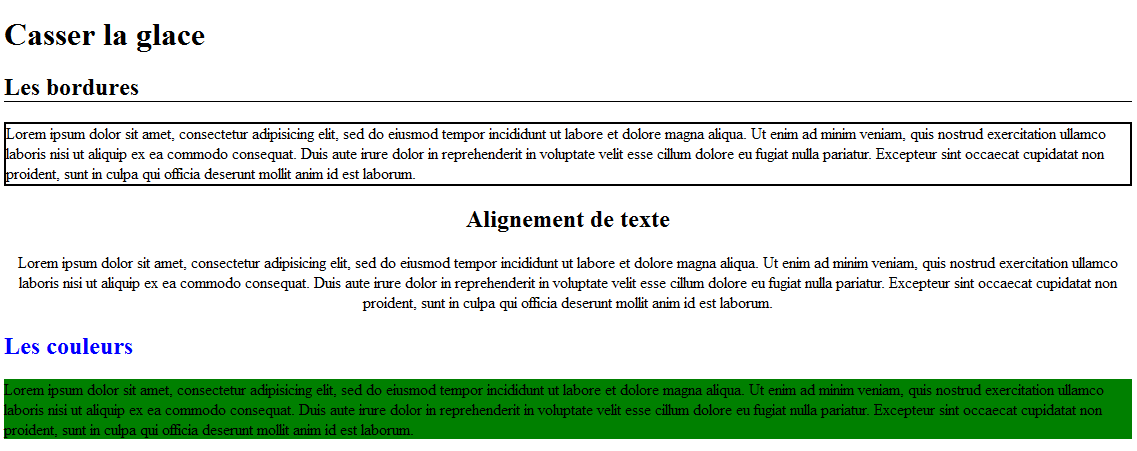 Casser la glace
Les bordures
Lorem ipsum dolor sit amet, consectetur adipisicing elit, sed do eiusmod tempor incididunt ut labore et dolore magna aliqua. Ut enim ad minim veniam, quis nostrud exercitation ullamco
laboris nisi ut aliquip ex ea commodo consequat. Duis aute irure dolor in reprehenderit in voluptate velit esse cillum dolore eu fugiat nulla pariatur. Excepteur sint occaecat cupidatat non
proident, sunt in culpa qui officia deserunt mollit anim id est laborum.
Alignement de texte
Lorem ipsum dolor sit amet, consectetur adipisicing elit, sed do eiusmod tempor incididunt ut labore et dolore magna aliqua. Ut enim ad minim veniam, quis nostrud exercitation ullamco
laboris nisi ut aliquip ex ea commodo consequat. Duis aute irure dolor in reprehenderit in voluptate velit esse cillum dolore eu fugiat nulla pariatur. Excepteur sint occaecat cupidatat non
proident, sunt in culpa qui officia deserunt mollit anim id est laborum.
Les couleurs
Lorem ipsum dolor sit amet, consectetur adipisicing elit, sed do eiusmod tempor incididunt ut labore et dolore magna aliqua. Ut enim ad minim veniam, quis nostrud exercitation ullamco
laboris nisi ut aliquip ex ea commodo consequat. Duis aute irure dolor in reprehenderit in voluptate velit esse cillum dolore eu fugiat nulla pariatur. Excepteur sint occaecat cupidatat non
proident, sunt in culpa qui officia deserunt mollit anim id est laborum.